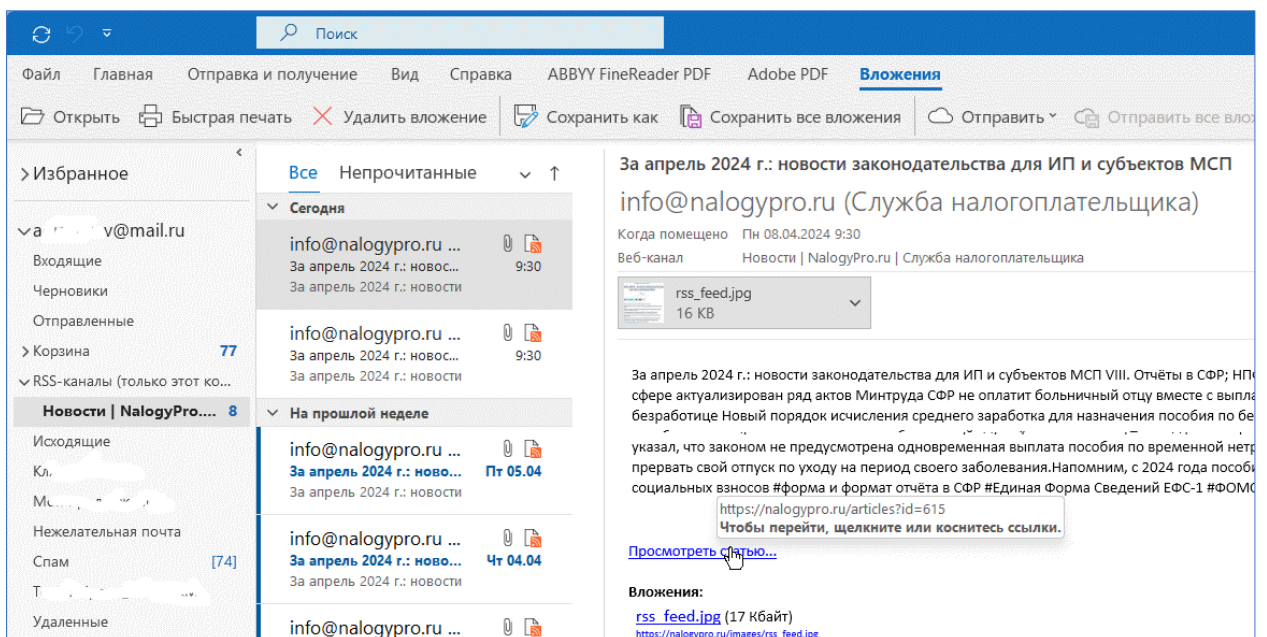 Поиск
Файл Главная Отправка и получение Вид Справка ABBYY FineReader PDF Adobe PDF Вложения
Открыть Быстрая печать Удалить вложение Сохранить как Сохранить все вложения Отправить Отправить все
Избранное
v@mail.ru
Входящие
Черновики
Отправленные
Корзина 77
RSS-каналы (только этот ко...
Новости | NalogyPro.... 8
Исходящие
Нежелательная почта
Спам [74]
Удаленные
Все Непрочитанные
Сегодня
info@nalogypro.ru ...
За апрель 2024 г.: новос... 9:30
За апрель 2024 г.: новости
info@nalogypro.ru ...
За апрель 2024 г.: новос... 9:30
За апрель 2024 г.: новости
На прошлой неделе
info@nalogypro.ru ...
За апрель 2024 г.: ново... Пт 05.04
За апрель 2024 г.: новости
info@nalogypro.ru ...
За апрель 2024 г.: ново... Чт 04.04
За апрель 2024 г.: новости
info@nalogypro.ru ...
За апрель 2024 г.: новости законодательства для ИП и субъектов МСП
info@nalogypro.ru (Служба налогоплательщика)
Когда помещено Пн 08.04.2024 9:30
Веб-канал Новости | NalogyPro.ru | Служба налогоплательщика
rss_feed.jpg
16 KB
За апрель 2024 г.: новости законодательства для ИП и субъектов МСП VIII. Отчёты в СФР;
сфере актуализирован ряд актов Минтруда СФР не оплатит больничный отцу вместе с
безработице Новый порядок исчисления среднего заработка для назначения пособия по
указал, что законом не предусмотрена одновременная выплата пособия по временной
прервать свой отпуск по уходу на период своего заболевания.Напомним, с 2024 года
социальных взносов #форма и формат отчёта в СФР #Единая Форма Сведений ЕФС-1
https://nalogypro.ru/articles?id=615
Чтобы перейти, щелкните или коснитесь ссылки.
Просмотреть статью...
Вложения:
rss_feed.jpg (17 Кбайт)
https://nalogypro.ru/images/rss_feed.jpg